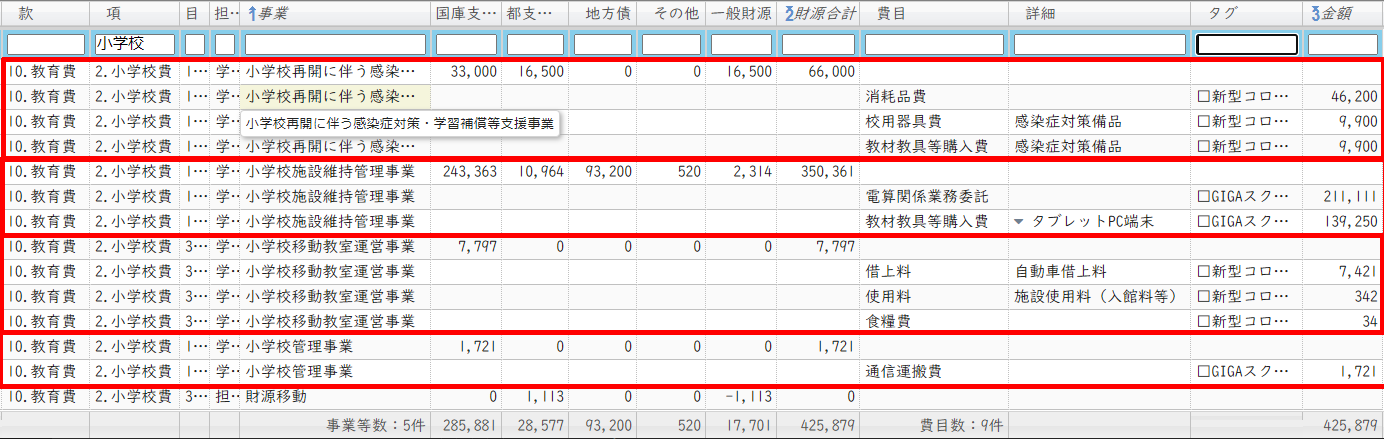 款 項 目 担… 1事業 国庫支… 都支… 地方債 その他 一般財源 2財源合計 費目 詳細 タグ 3金額
小学校
10.教育費 2.小学校費 1… 学… 小学校再開に伴う感染… 33,000 16,500 0 0 16,500 66,000
10.教育費 2.小学校費 1… 学… 小学校再開に伴う感染… 消耗品費 □新型コロ… 46,200
10.教育費 2.小学校費 1… 学… 小学校再開に伴う感染症対策・学習補償等支援事業 校用器具費 感染症対策備品 □新型コロ… 9,900
10.教育費 2.小学校費 1… 学… 小学校再開に伴う感染… 教材教具等購入費 感染症対策備品 □新型コロ… 9,900
10.教育費 2.小学校費 1… 学… 小学校施設維持管理事業 243,363 10,964 93,200 520 2,314 350,361
10.教育費 2.小学校費 1… 学… 小学校施設維持管理事業 電算関係業務委託 □GIGAスク… 211,111
10.教育費 2.小学校費 1… 学… 小学校施設維持管理事業 教材教具等購入費 タブレットPC端末 □GIGAスク… 139,250
10.教育費 2.小学校費 3… 学… 小学校移動教室運営事業 7,797 0 0 0 0 7,797
10.教育費 2.小学校費 3… 学… 小学校移動教室運営事業 借上料 自動車借上料 □新型コロ… 7,421
10.教育費 2.小学校費 3… 学… 小学校移動教室運営事業 使用料 施設使用料（入館料等） □新型コロ… 342
10.教育費 2.小学校費 3… 学… 小学校移動教室運営事業 食糧費 □新型コロ… 34
10.教育費 2.小学校費 1… 学… 小学校管理事業 1,721 0 0 0 0 1,721
10.教育費 2.小学校費 1… 学… 小学校管理事業 通信運搬費 □GIGAスク… 1,721
10.教育費 2.小学校費 3… 担… 財源移動 0 1,113 0 0 -1,113 0
事業等数：5件 285,881 28,577 93,200 520 17,701 425,879 費目数：9件 425,879